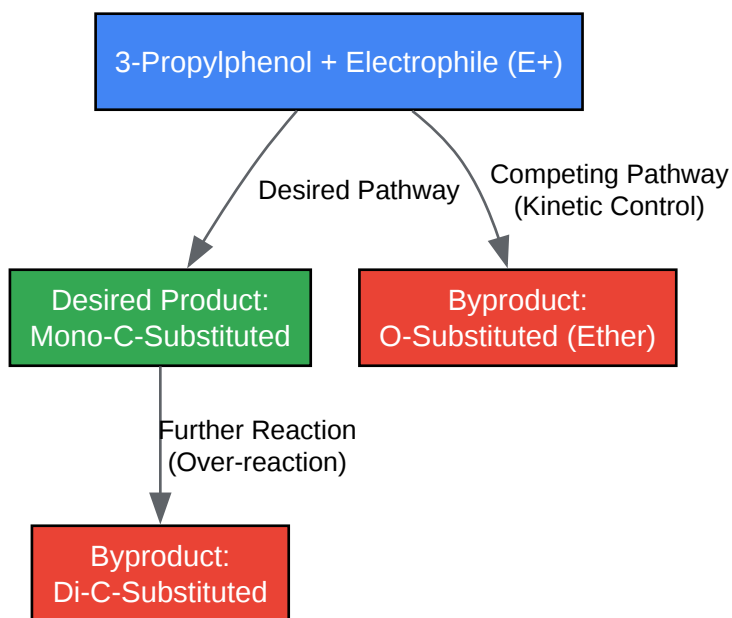 3-Propylphenol + Electrophile (E+)
Desired Pathway
Competing Pathway
(Kinetic Control)
Desired Product:
Mono-C-Substituted
Byproduct:
O-Substituted (Ether)
Further Reaction
(Over-reaction)
Byproduct:
Di-C-Substituted